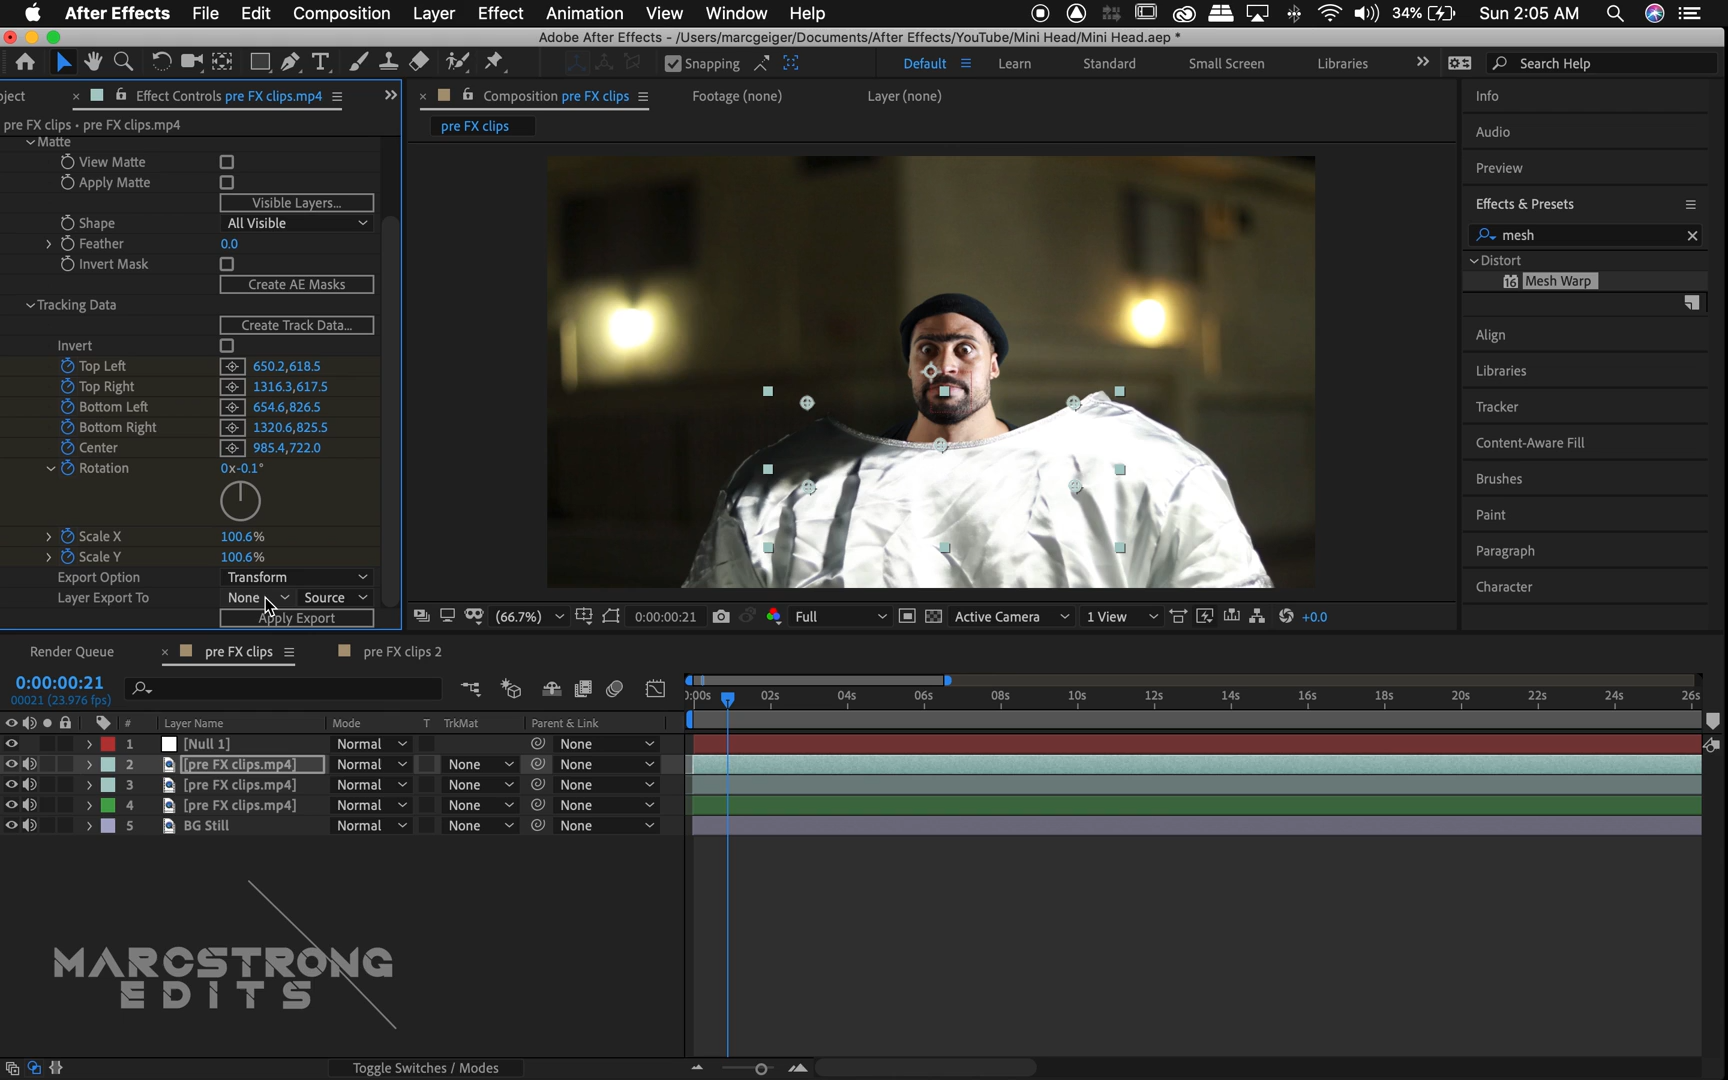 After Effects File Edit Composition Layer Effect Animation View Window Help 34% Sun 2:05 AM
Adobe After Effects - /Users/marcgeiger/Documents/After Effects/YouTube/Mini Head/Mini Head.aep *
T Snapping Default Learn Standard Small Screen Libraries Search Help
oject × Effect Controls pre FX clips.mp4 × Composition pre FX clips Footage (none) Layer (none)
pre FX clips • pre FX clips.mp4
pre FX clips
Matte
View Matte
Apply Matte
Visible Layers...
Shape All Visible
Feather 0.0
Invert Mask
Create AE Masks
Tracking Data
Create Track Data...
Invert
Top Left 650.2,618.5
Top Right 1316.3,617.5
Bottom Left 654.6,826.5
Bottom Right 1320.6,825.5
Center 985.4,722.0
Rotation 0x-0.1°
Scale X 100.6%
Scale Y 100.6%
Export Option Transform
Layer Export To None Source
Apply Export
(66.7%) 0:00:00:21 Full Active Camera 1 View +0.0
Info
Audio
Preview
Effects & Presets
mesh
Distort
16 Mesh Warp
Align
Libraries
Tracker
Content-Aware Fill
Brushes
Paint
Paragraph
Character
Render Queue × pre FX clips pre FX clips 2
0:00:00:21
00021 (23.976 fps)
):00s 02s 04s 06s 08s 10s 12s 14s 16s 18s 20s 22s 24s 26s
# Layer Name Mode T TrkMat Parent & Link
1 [Null 1] Normal None
2 [pre FX clips.mp4] Normal None None
3 [pre FX clips.mp4] Normal None None
4 [pre FX clips.mp4] Normal None None
5 BG Still Normal None None
MARCSTRONG
EDITS
Toggle Switches / Modes